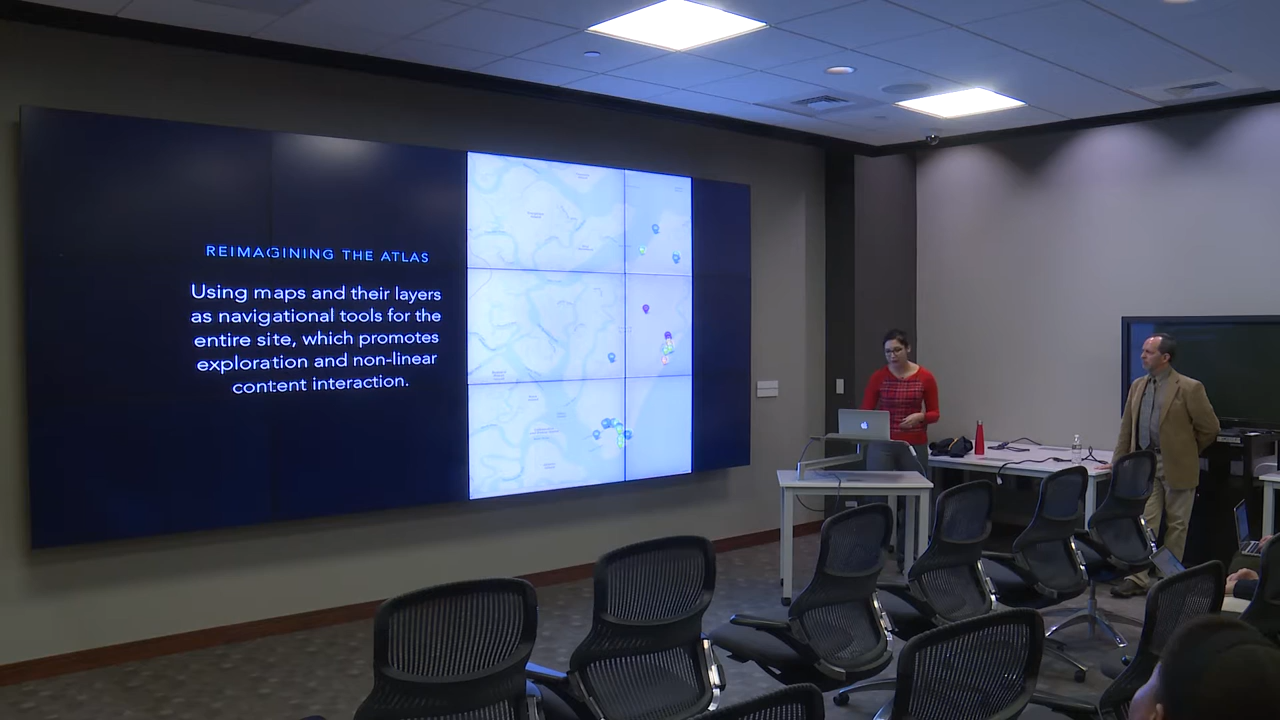 REIMAGINING THE ATLAS
Using maps and their layers
as navigational tools for the
entire site, which promotes
exploration and non-linear
content interaction.